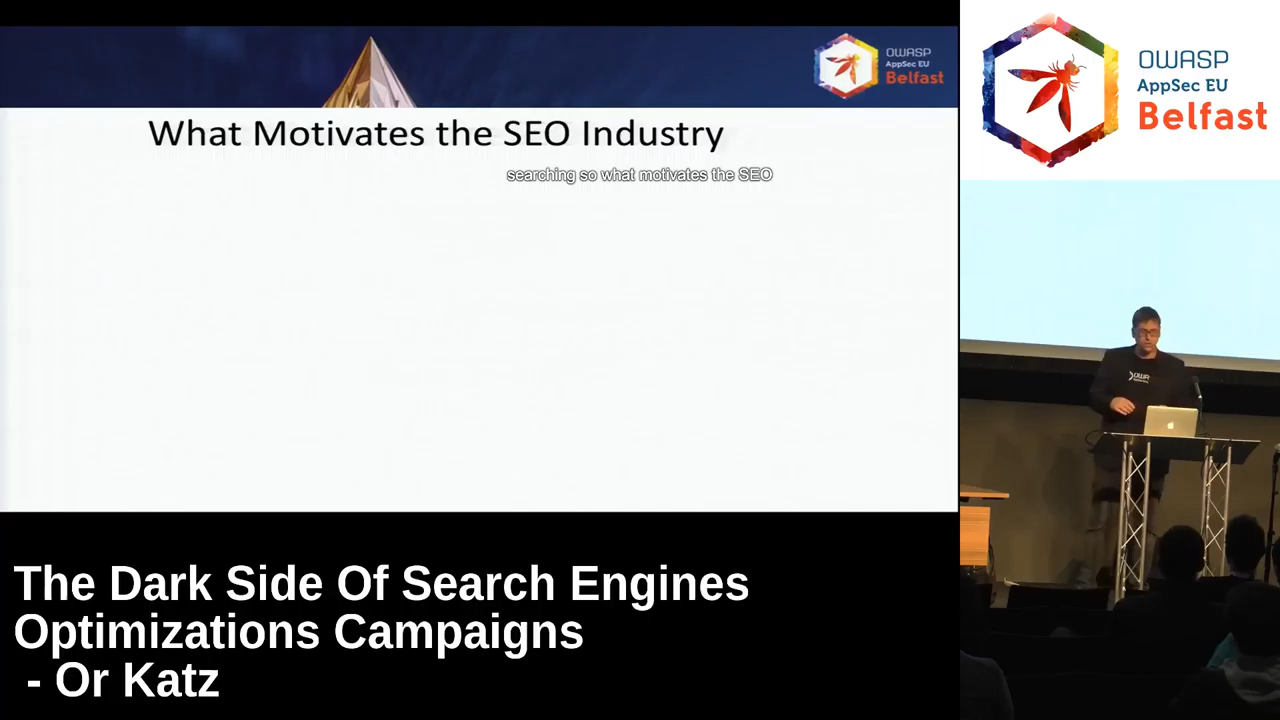 OWASP
AppSec EU
Belfast
What Motivates the SEO Industry
searching so what motivates the SEO
OWASP
AppSec EU
Belfast
The Dark Side Of Search Engines
Optimizations Campaigns
- Or Katz